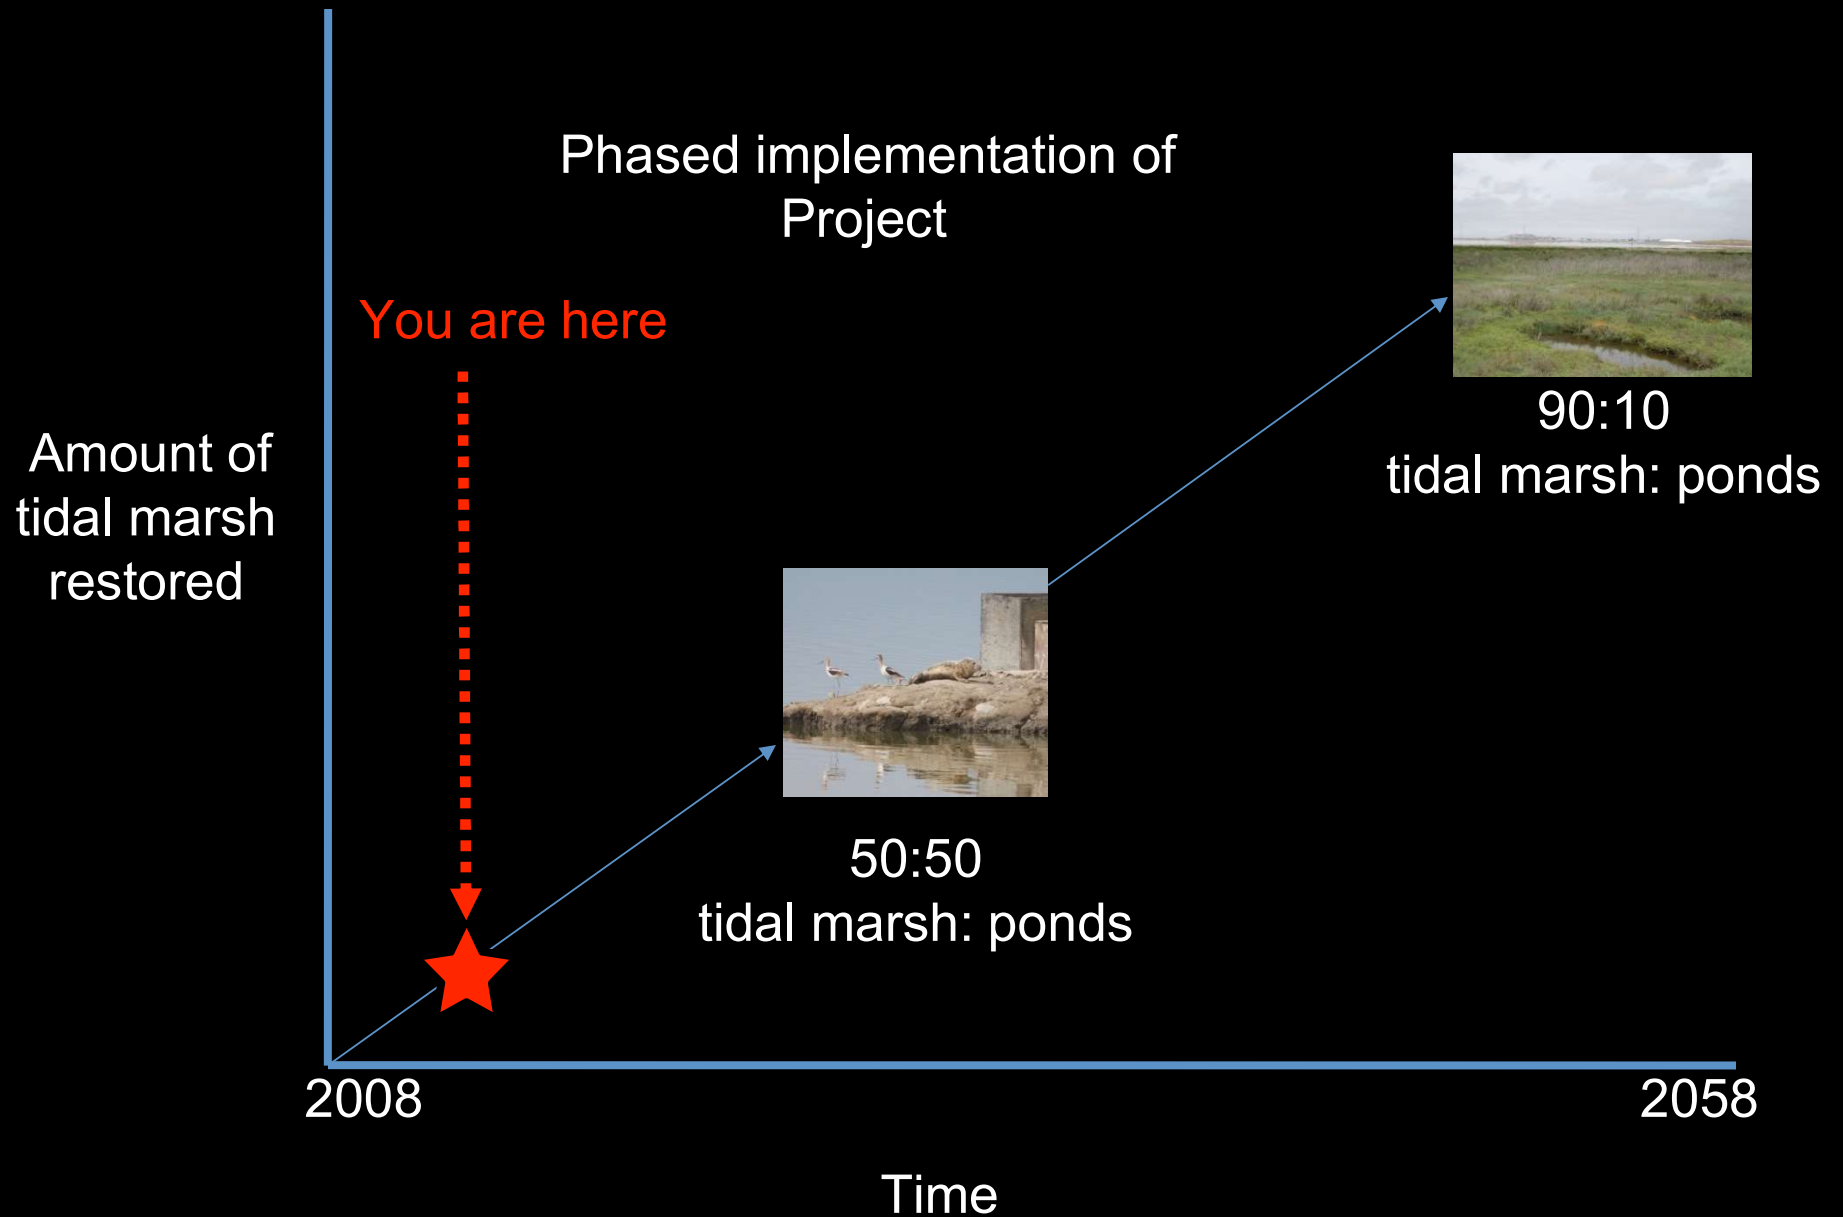 Phased implementation of
Project
You are here
Amount of
tidal marsh
restored
90:10
tidal marsh: ponds
50:50
tidal marsh: ponds
2008
2058
Time